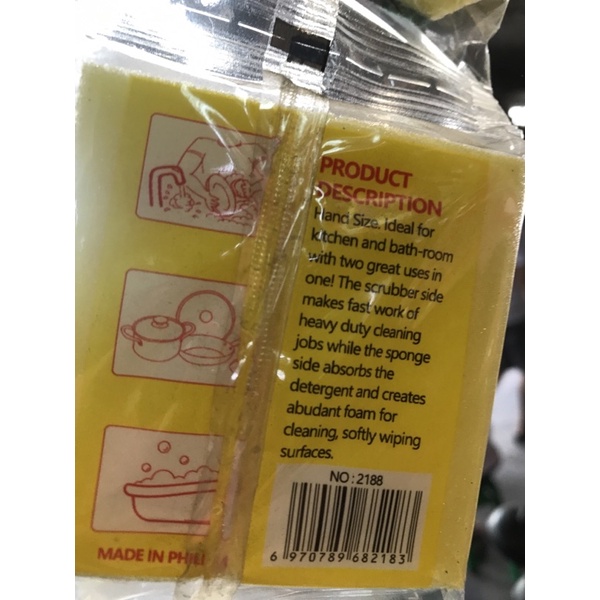 PRODUCT
DESCRIPTION
Hand Size. Ideal for
kitchen and bath-room
with two great uses in
one! The scrubber side
makes fast work of
heavy duty cleaning
jobs while the sponge
side absorbs the
detergent and creates
abudant foam for
cleaning, softly wiping
surfaces.
NO : 2188
6 970789 682183
MADE IN